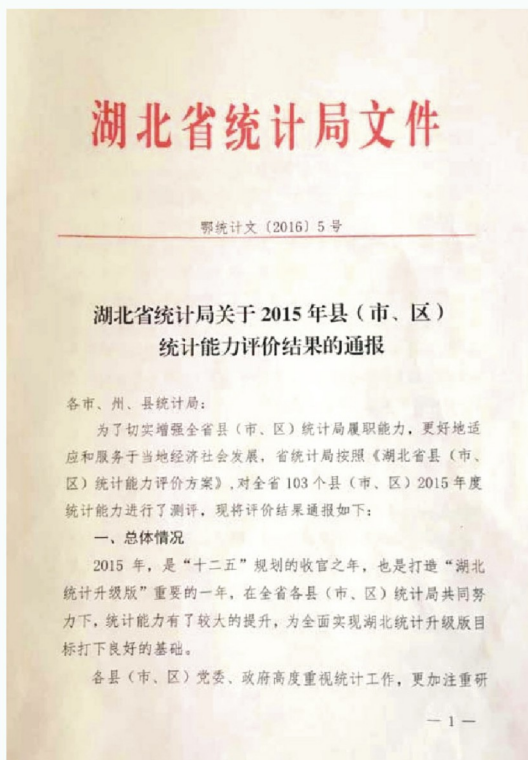 湖北省统计局文件
鄂统计文〔2016〕5号
湖北省统计局关于2015年县（市、区）
统计能力评价结果的通报
各市、州、县统计局：
为了切实增强全省县（市、区）统计局履职能力，更好地适
应和服务于当地经济社会发展，省统计局按照《湖北省县（市、
区）统计能力评价方案》，对全省103个县（市、区）2015年度
统计能力进行了测评，现将评价结果通报如下：
一、总体情况
2015 年，是“十二五”规划的收官之年，也是打造“湖北
统计升级版”重要的一年，在全省各县（市、区）统计局共同努
力下，统计能力有了较大的提升，为全面实现湖北统计升级版目
标打下良好的基础。
各县（市、区）党委、政府高度重视统计工作，更加注重研
— 1 —